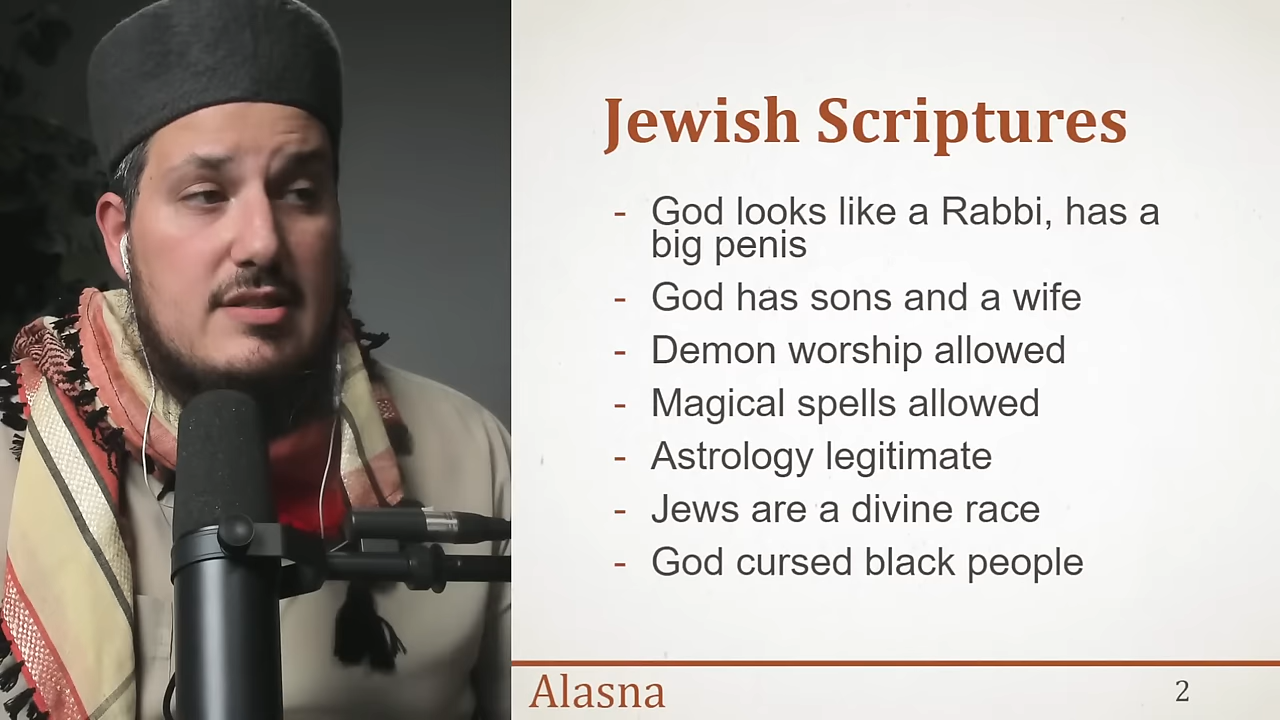 Jewish Scriptures
- God looks like a Rabbi, has a
big penis
- God has sons and a wife
- Demon worship allowed
- Magical spells allowed
- Astrology legitimate
- Jews are a divine race
- God cursed black people
Alasna
2